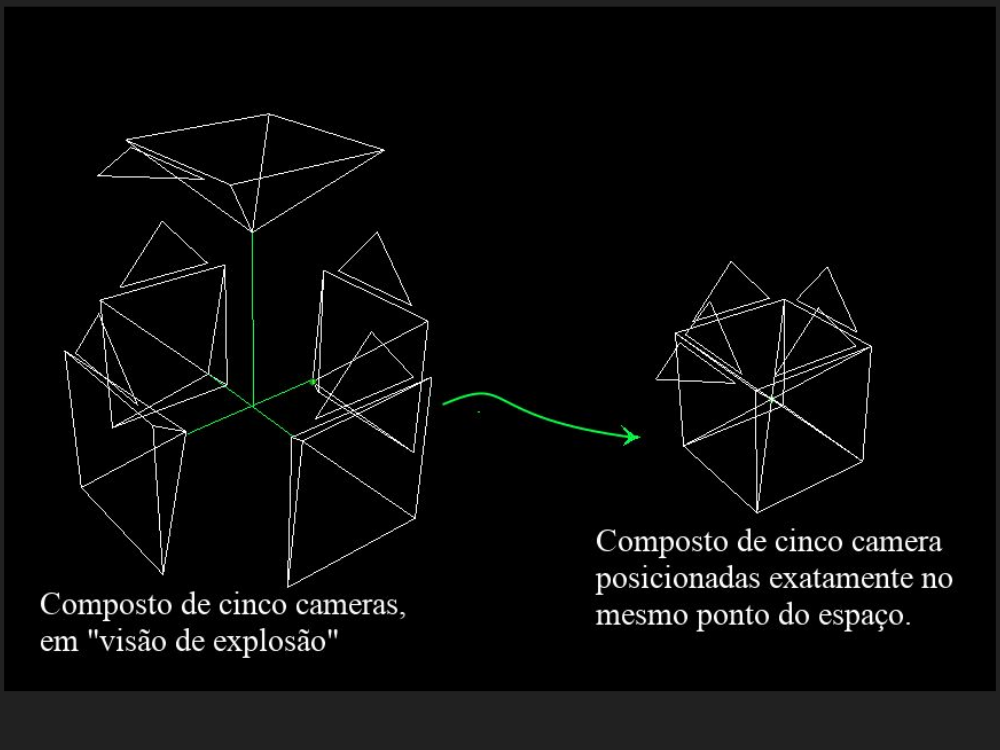 Composto de cinco camera
posicionadas exatamente no
mesmo ponto do espaço.
Composto de cinco cameras,
em "visão de explosão"